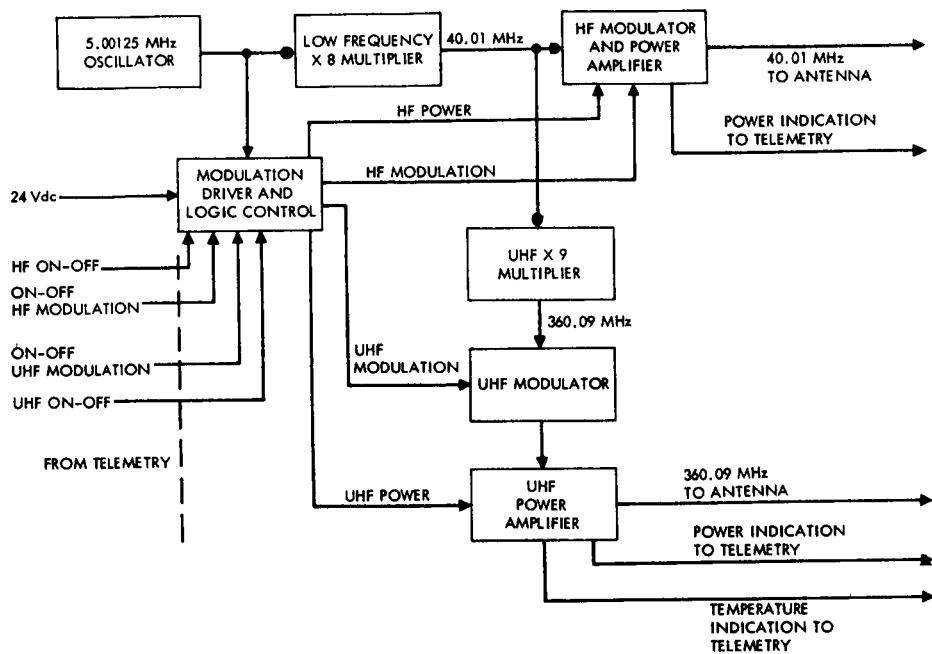 5.00125 MHz
OSCILLATOR
LOW FREQUENCY
X 8 MULTIPLIER
40.01 MHz
HF MODULATOR
AND POWER
AMPLIFIER
40.01 MHz
TO ANTENNA
HF POWER
POWER INDICATION
TO TELEMETRY
MODULATION
DRIVER AND
LOGIC CONTROL
HF MODULATION
24 Vdc
HF ON-OFF
ON-OFF
HF MODULATION
ON-OFF
UHF MODULATION
UHF ON-OFF
FROM TELEMETRY
UHF X 9
MULTIPLIER
360.09 MHz
UHF
MODULATION
UHF MODULATOR
UHF POWER
UHF
POWER
AMPLIFIER
360.09 MHz
TO ANTENNA
POWER INDICATION
TO TELEMETRY
TEMPERATURE
INDICATION TO
TELEMETRY